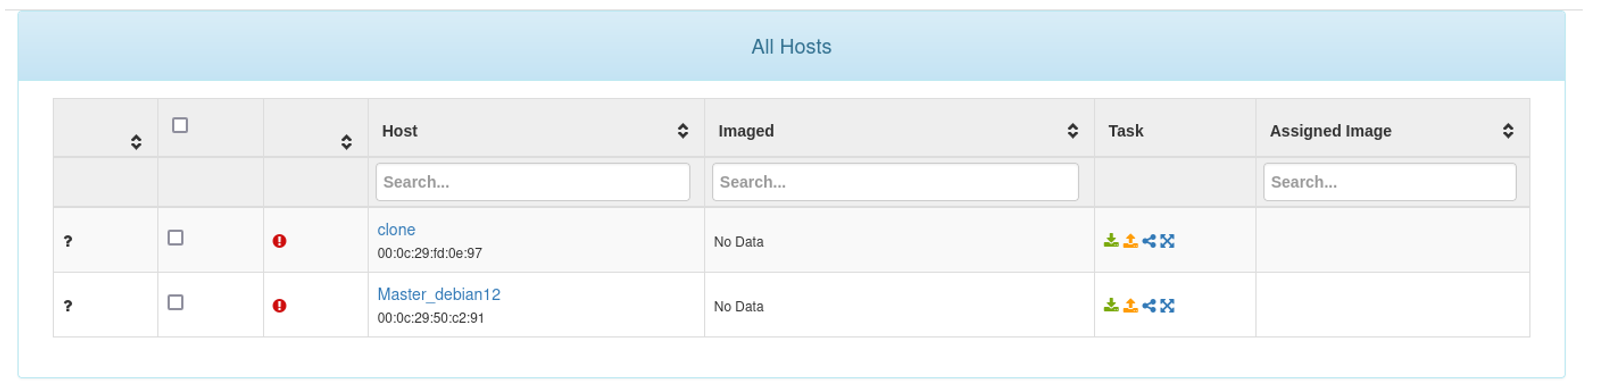 All Hosts
Host Imaged Task Assigned Image
Search... Search... Search...
? clone No Data
00:0c:29:fd:0e:97
? Master_debian12 No Data
00:0c:29:50:c2:91